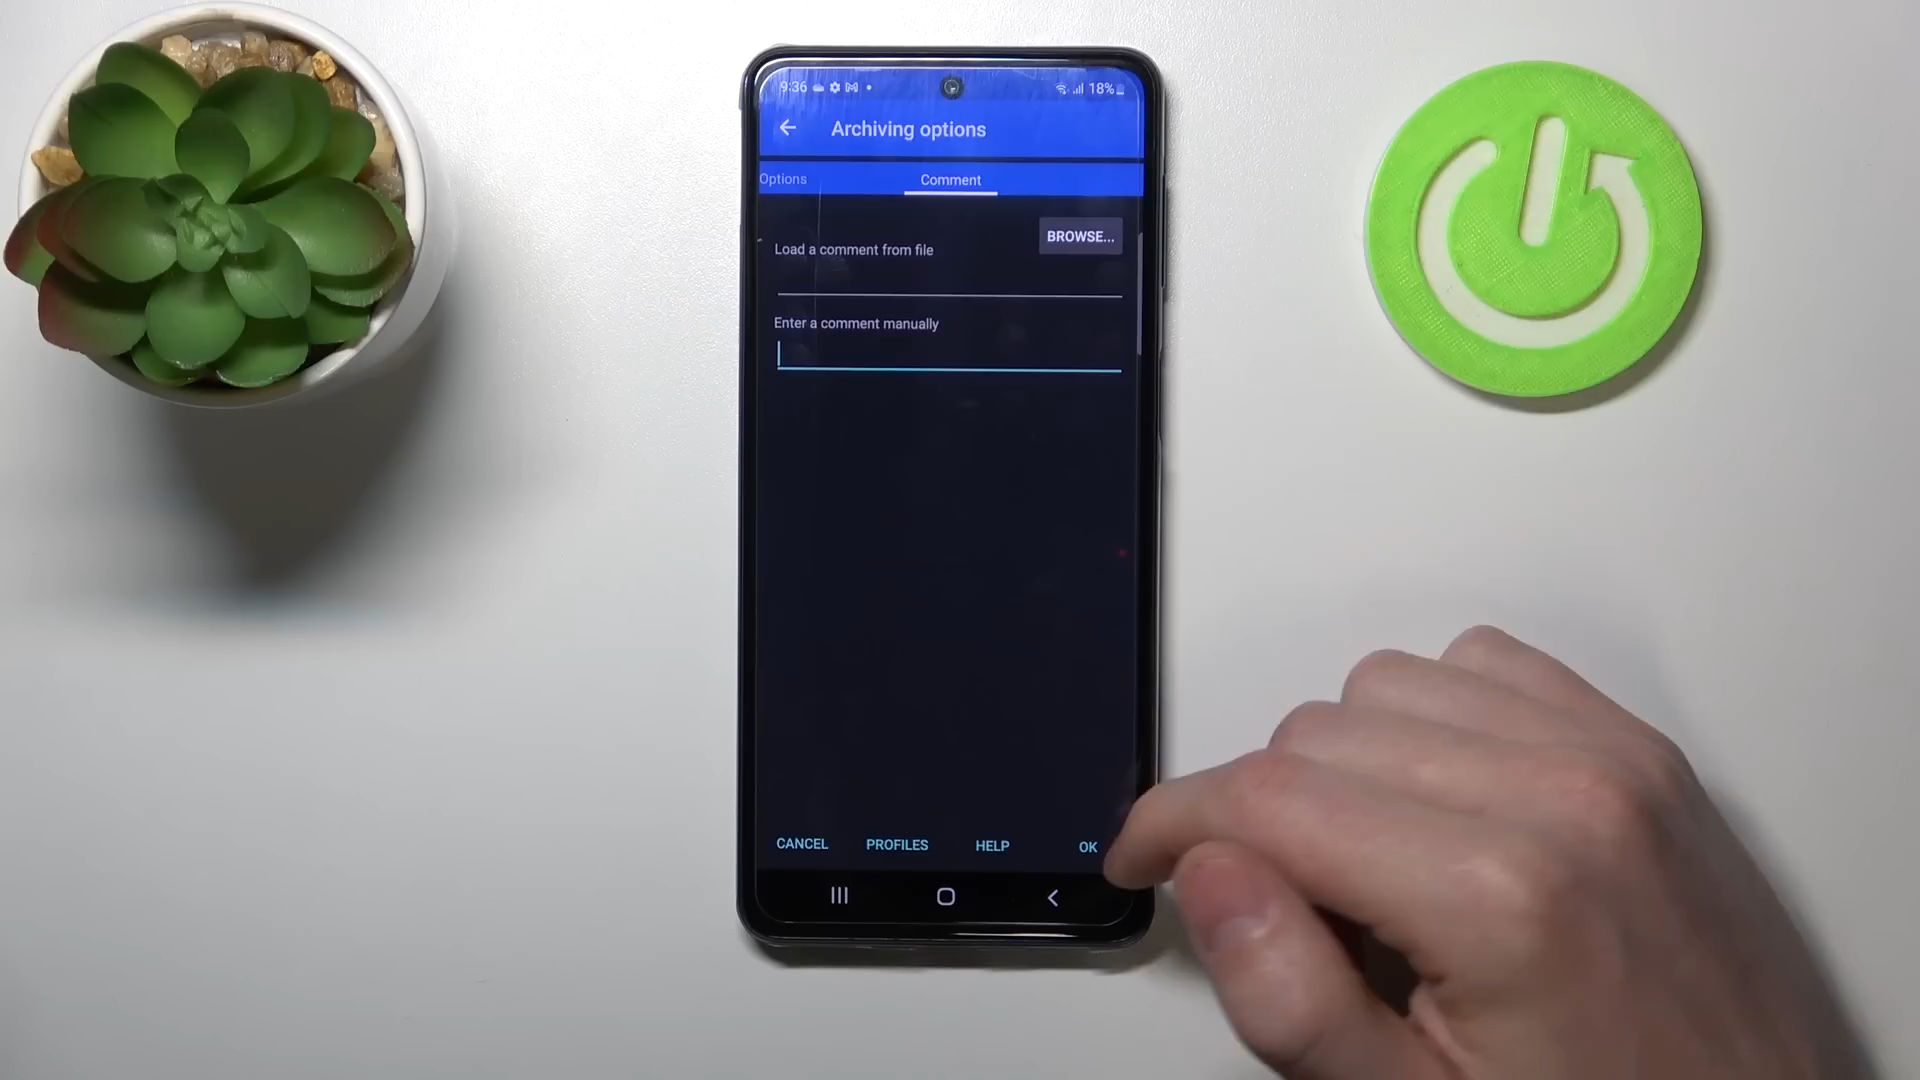 9:36 18%
Archiving options
Options Comment
BROWSE...
Load a comment from file
Enter a comment manually
CANCEL PROFILES HELP OK